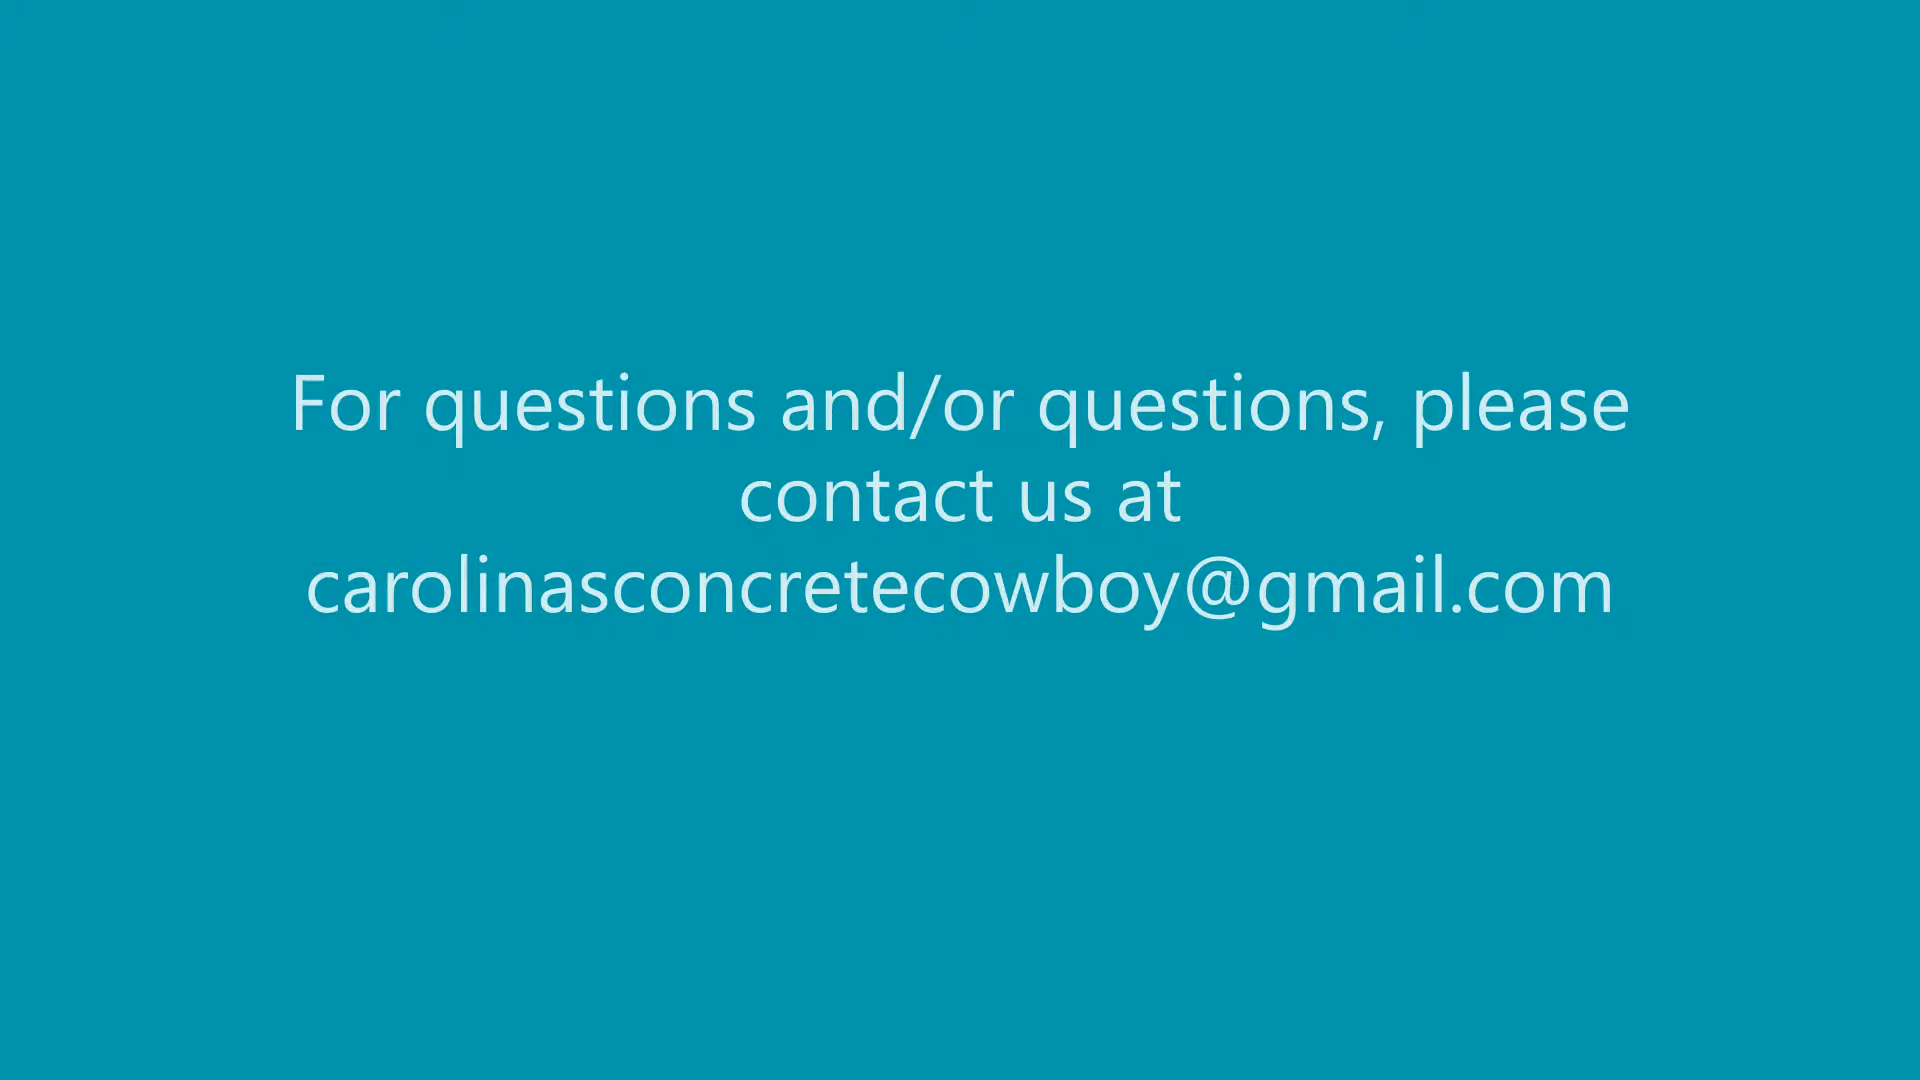 For questions and/or questions, please
contact us at
carolinasconcretecowboy@gmail.com